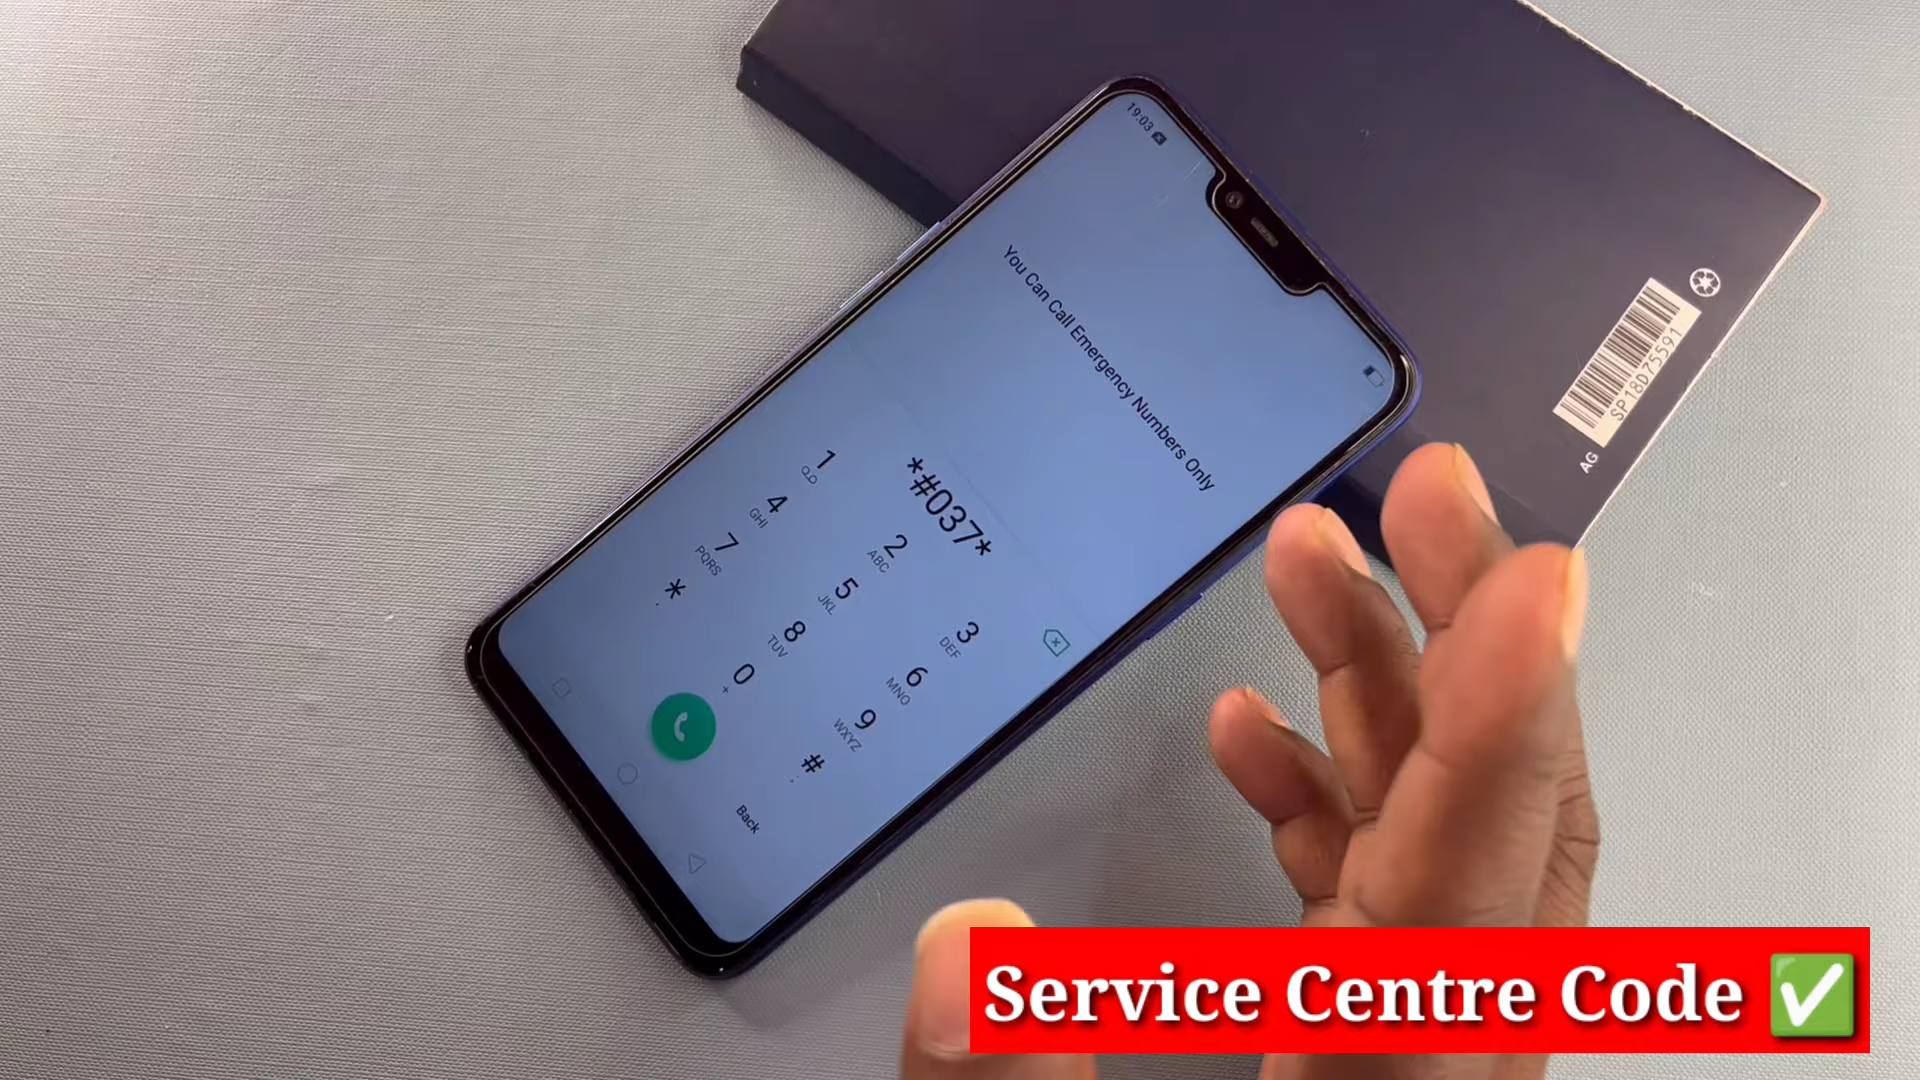 19:03
You Can Call Emergency Numbers Only
*#037*
1
2
ABC
3
DEF
4
GHI
5
JKL
6
MNO
7
PQRS
8
TUV
9
WXYZ
*
0
+
#
Back
SP18D75591
AG
Service Centre Code ✅